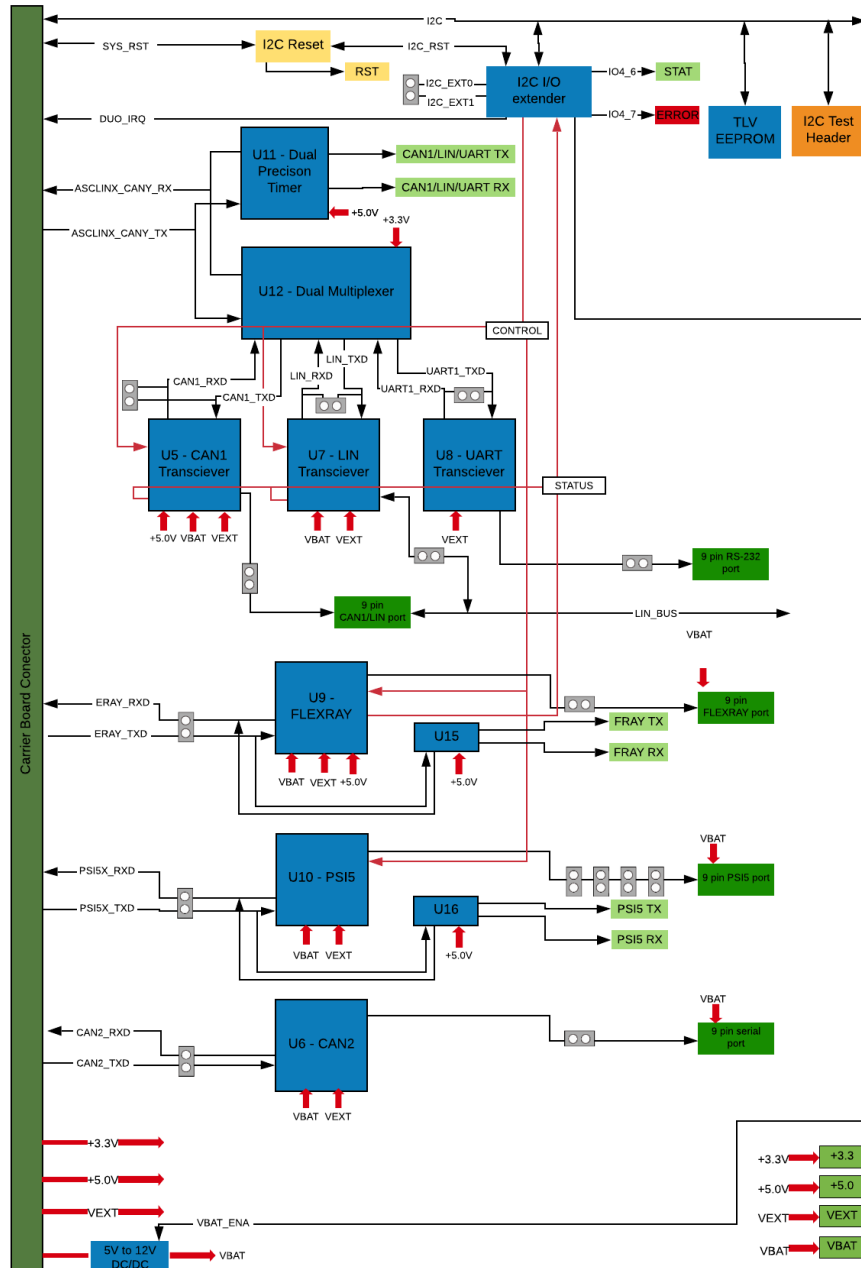 I2C
SYS_RST
I2C Reset
I2C_RST
RST
I2C_EXT0
I2C_EXT1
I2C I/O
extender
IO4_6
STAT
IO4_7
ERROR
TLV
EEPROM
I2C Test
Header
DUO_IRQ
U11 - Dual
Precison
Timer
CAN1/LIN/UART TX
CAN1/LIN/UART RX
+5.0V
+3.3V
ASCLINX_CANY_RX
ASCLINX_CANY_TX
U12 - Dual Multiplexer
CONTROL
CAN1_RXD
CAN1_TXD
LIN_RXD
LIN_TXD
UART1_TXD
UART1_RXD
U5 - CAN1
Transciever
U7 - LIN
Transciever
U8 - UART
Transciever
STATUS
+5.0V
VBAT
VEXT
VBAT
VEXT
VEXT
9 pin RS-232
port
9 pin
CAN1/LIN port
LIN_BUS
VBAT
Carrier Board Conector
ERAY_RXD
ERAY_TXD
U9 -
FLEXRAY
VBAT
VEXT
+5.0V
U15
+5.0V
9 pin
FLEXRAY port
FRAY TX
FRAY RX
PSI5X_RXD
PSI5X_TXD
U10 - PSI5
VBAT
VEXT
U16
+5.0V
VBAT
9 pin PSI5 port
PSI5 TX
PSI5 RX
CAN2_RXD
CAN2_TXD
U6 - CAN2
VBAT
VEXT
VBAT
9 pin serial
port
+3.3V
+5.0V
VEXT
VBAT_ENA
5V to 12V
DC/DC
VBAT
+3.3V
+3.3
+5.0V
+5.0
VEXT
VEXT
VBAT
VBAT